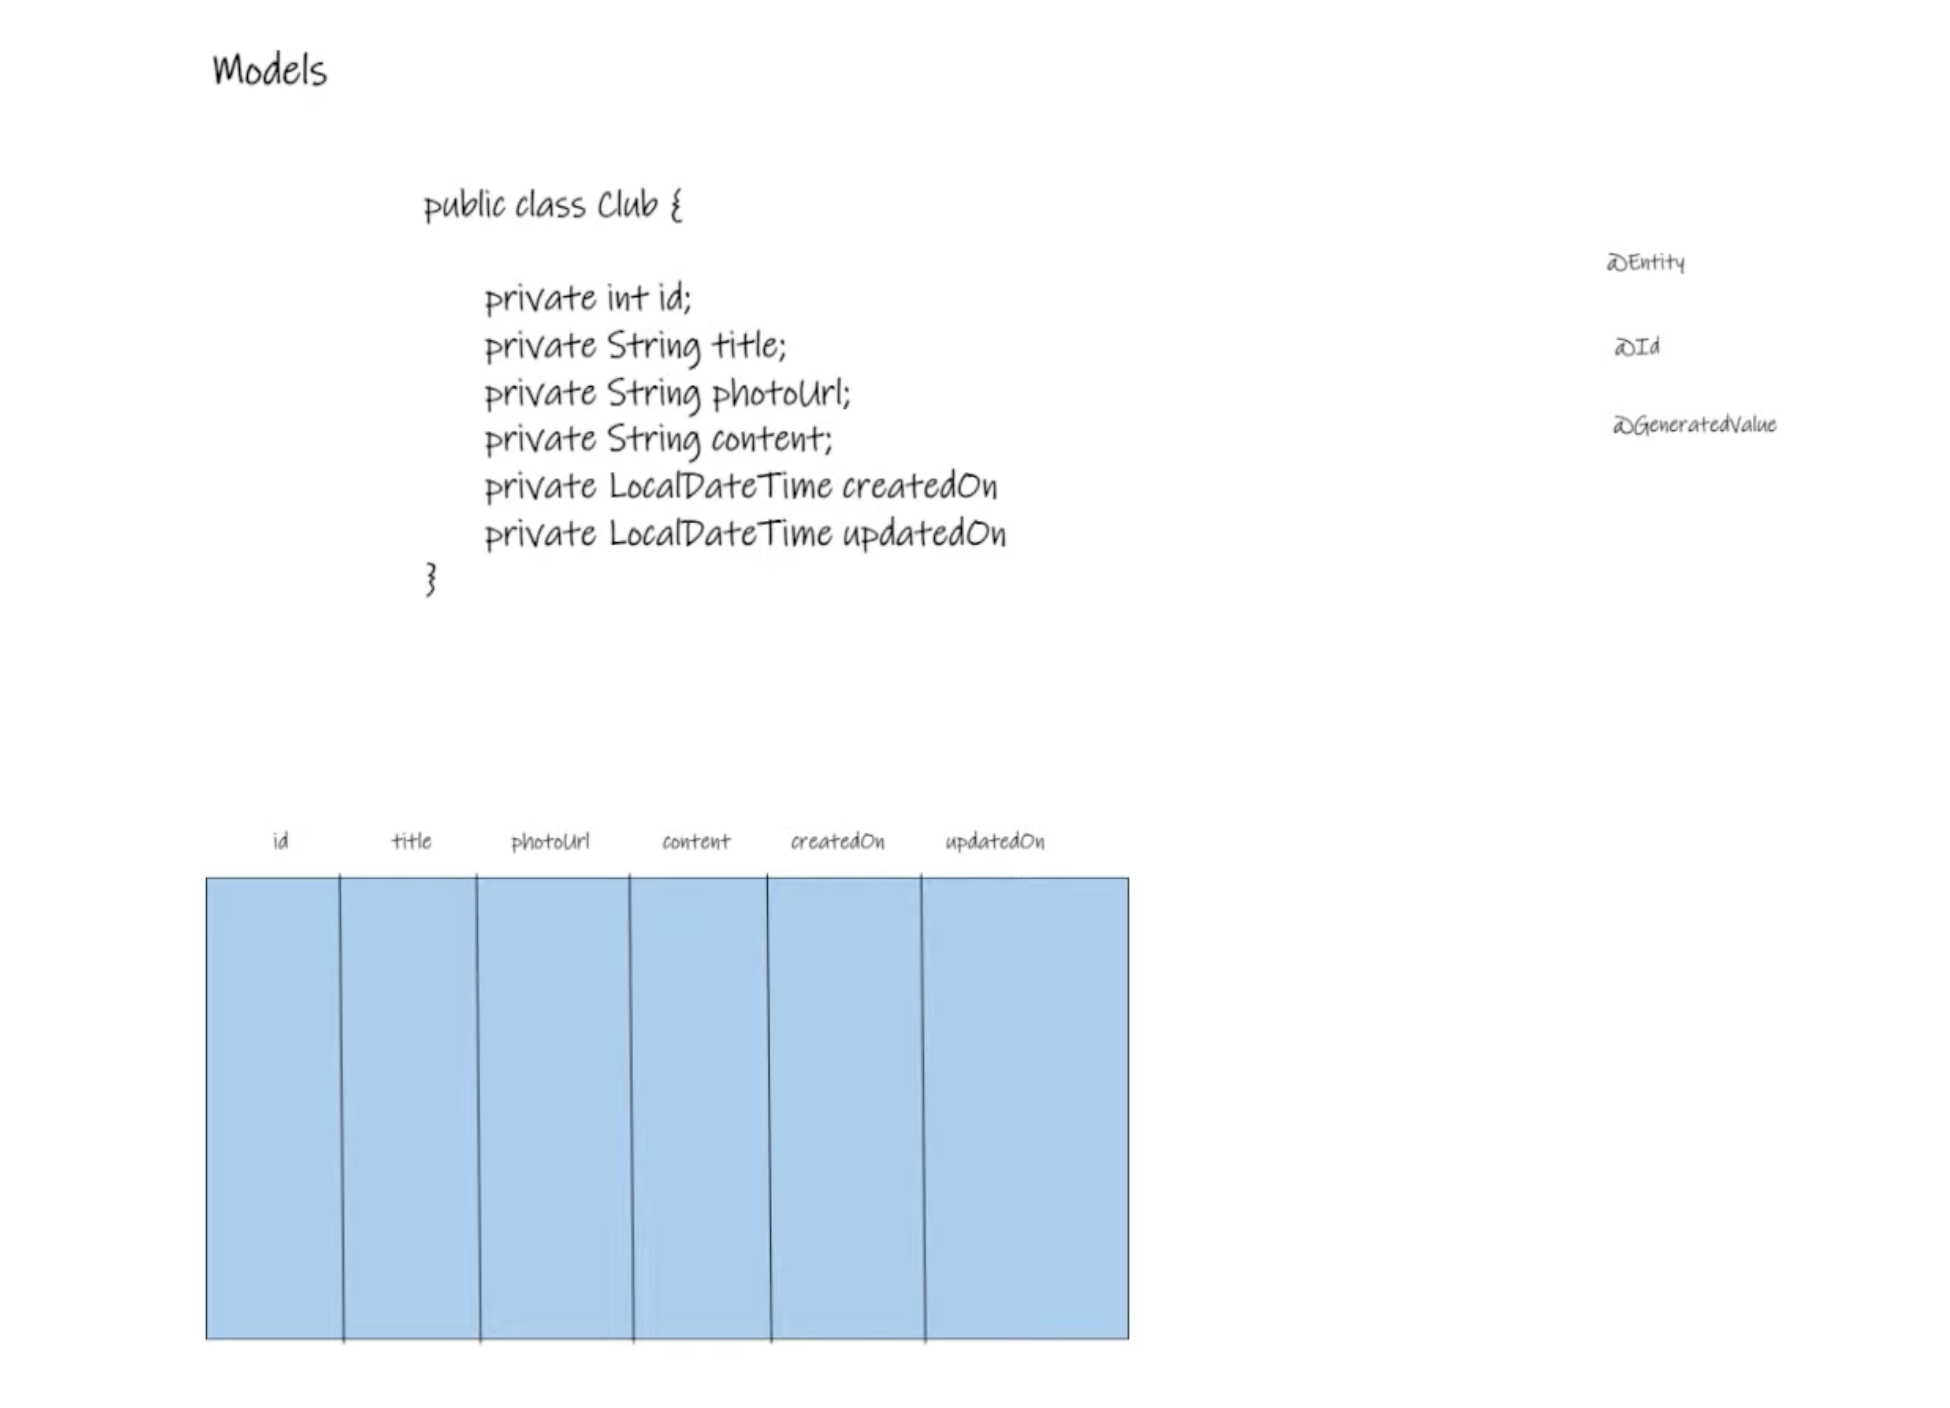 Models
public class Club {
private int id;
private String title;
private String photoUrl;
private String content;
private LocalDateTime createdOn
private LocalDateTime updatedOn
}
@Entity
@Id
@GeneratedValue
id title photoUrl content createdOn updatedOn